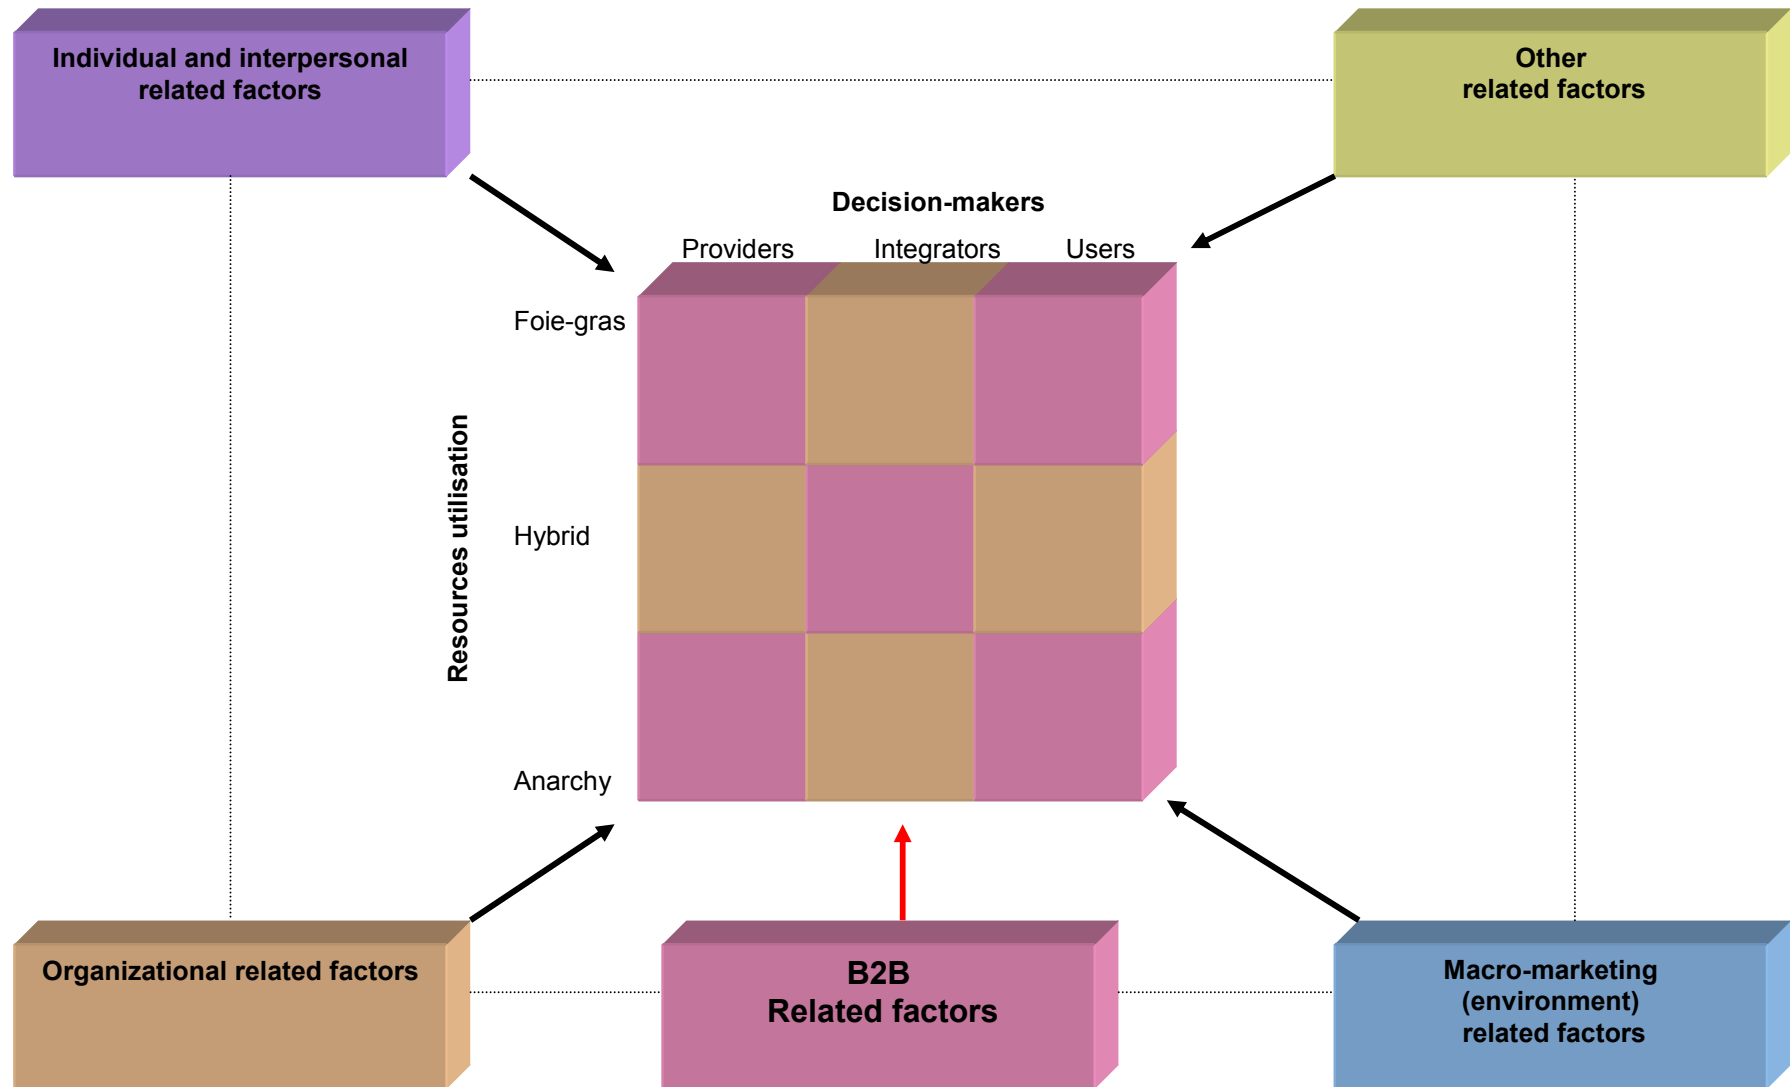 Individual and interpersonal
related factors
Other
related factors
Decision-makers
Providers
Integrators
Users
Foie-gras
Resources utilisation
Hybrid
Anarchy
Organizational related factors
B2B
Related factors
Macro-marketing
(environment)
related factors